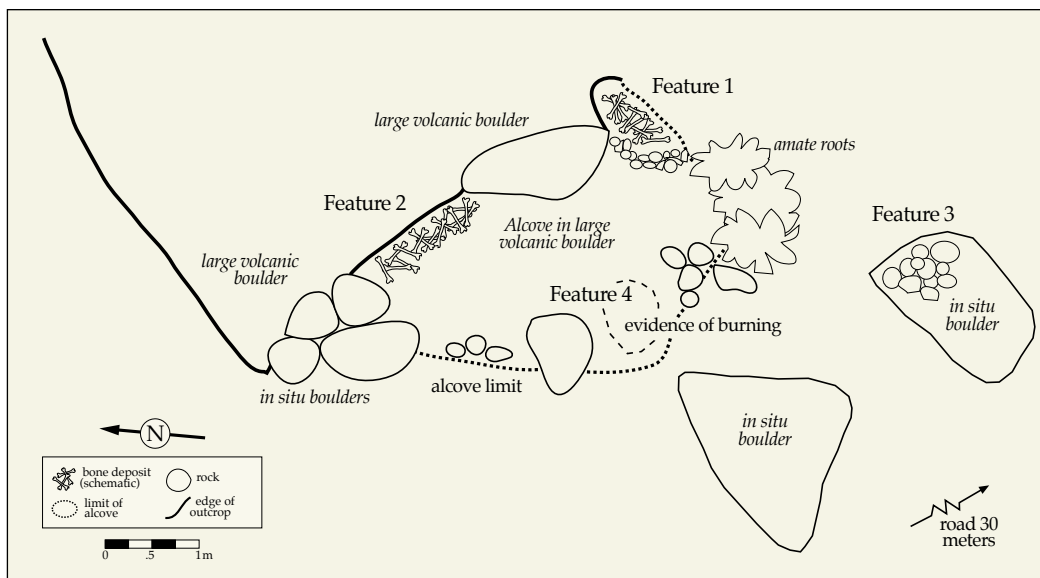 Feature 1
large volcanic boulder
amate roots
Feature 2
Feature 3
Alcove in large
volcanic boulder
large volcanic
boulder
Feature 4
in situ
boulder
evidence of burning
alcove limit
in situ boulders
in situ
boulder
N
bone deposit
(schematic)
rock
limit of
alcove
edge of
outcrop
0 .5 1m
road 30
meters